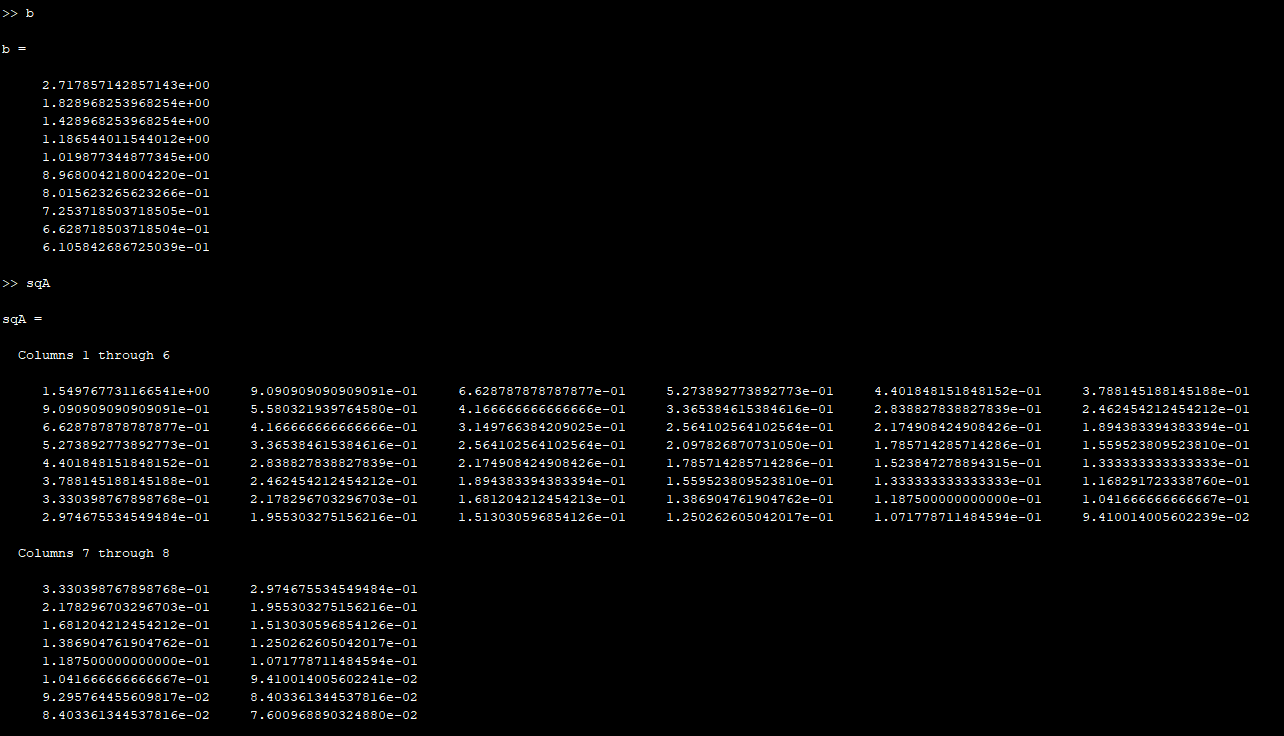 >> b
b =
2.717857142857143e+00
1.828968253968254e+00
1.428968253968254e+00
1.186544011544012e+00
1.019877344877345e+00
8.968004218004220e-01
8.015623265623266e-01
7.253718503718505e-01
6.628718503718504e-01
6.105842686725039e-01
>> sqA
sqA =
Columns 1 through 6
1.549767731166541e+00 9.090909090909091e-01 6.628787878787877e-01 5.273892773892773e-01 4.401848151848152e-01 3.788145188145188e-01
9.090909090909091e-01 5.580321939764580e-01 4.166666666666666e-01 3.365384615384616e-01 2.838827838827839e-01 2.462454212454212e-01
6.628787878787877e-01 4.166666666666666e-01 3.149766384209025e-01 2.564102564102564e-01 2.174908424908426e-01 1.894383394383394e-01
5.273892773892773e-01 3.365384615384616e-01 2.564102564102564e-01 2.097826870731050e-01 1.785714285714286e-01 1.559523809523810e-01
4.401848151848152e-01 2.838827838827839e-01 2.174908424908426e-01 1.785714285714286e-01 1.523847278894315e-01 1.333333333333333e-01
3.788145188145188e-01 2.462454212454212e-01 1.894383394383394e-01 1.559523809523810e-01 1.333333333333333e-01 1.168291723338760e-01
3.330398767898768e-01 2.178296703296703e-01 1.681204212454213e-01 1.386904761904762e-01 1.187500000000000e-01 1.041666666666667e-01
2.974675534549484e-01 1.955303275156216e-01 1.513030596854126e-01 1.250262605042017e-01 1.071778711484594e-01 9.410014005602239e-02
Columns 7 through 8
3.330398767898768e-01 2.974675534549484e-01
2.178296703296703e-01 1.955303275156216e-01
1.681204212454212e-01 1.513030596854126e-01
1.386904761904762e-01 1.250262605042017e-01
1.187500000000000e-01 1.071778711484594e-01
1.041666666666667e-01 9.410014005602241e-02
9.295764455609817e-02 8.403361344537816e-02
8.403361344537816e-02 7.600968890324880e-02